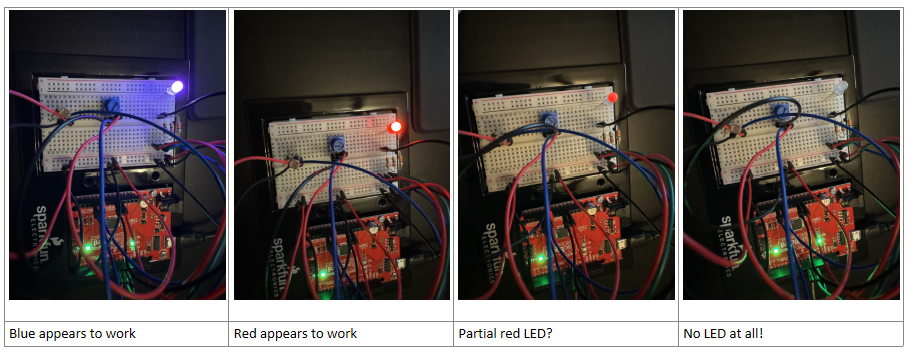 sparkfun
ELECTRONICS
sparkfun
ELECTRONICS
sparkfun
ELECTRONICS
sparkfun
ELECTRONICS
Blue appears to work
Red appears to work
Partial red LED?
No LED at all!